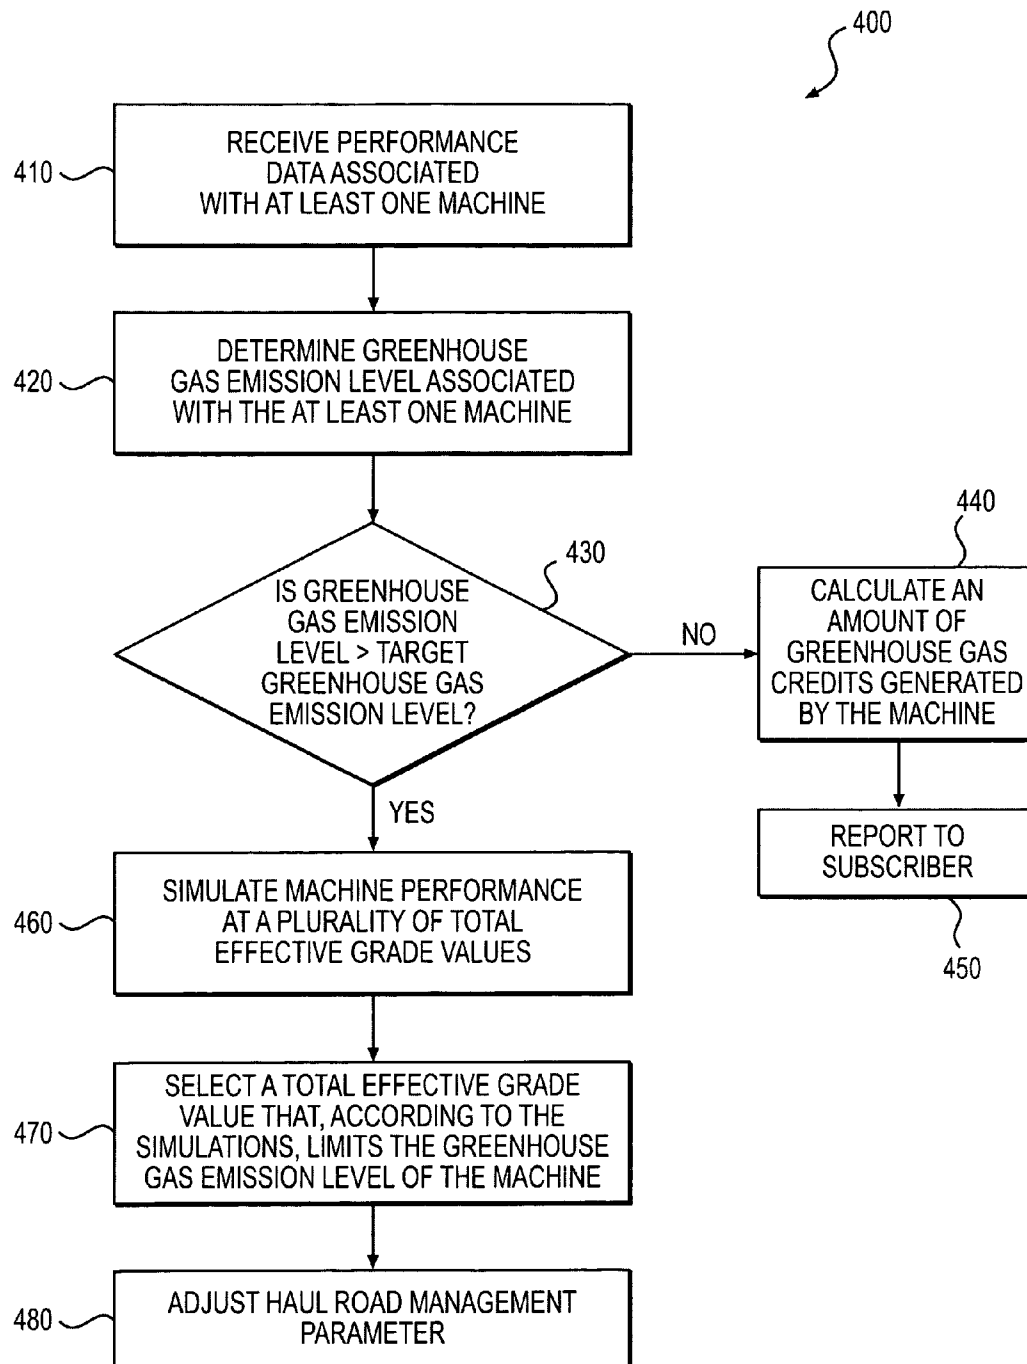 400
410
RECEIVE PERFORMANCE
DATA ASSOCIATED
WITH AT LEAST ONE MACHINE
420
DETERMINE GREENHOUSE
GAS EMISSION LEVEL ASSOCIATED
WITH THE AT LEAST ONE MACHINE
430
IS GREENHOUSE
GAS EMISSION
LEVEL > TARGET
GREENHOUSE GAS
EMISSION LEVEL?
NO
440
CALCULATE AN
AMOUNT OF
GREENHOUSE GAS
CREDITS GENERATED
BY THE MACHINE
REPORT TO
SUBSCRIBER
450
YES
460
SIMULATE MACHINE PERFORMANCE
AT A PLURALITY OF TOTAL
EFFECTIVE GRADE VALUES
470
SELECT A TOTAL EFFECTIVE GRADE
VALUE THAT, ACCORDING TO THE
SIMULATIONS, LIMITS THE GREENHOUSE
GAS EMISSION LEVEL OF THE MACHINE
480
ADJUST HAUL ROAD MANAGEMENT
PARAMETER